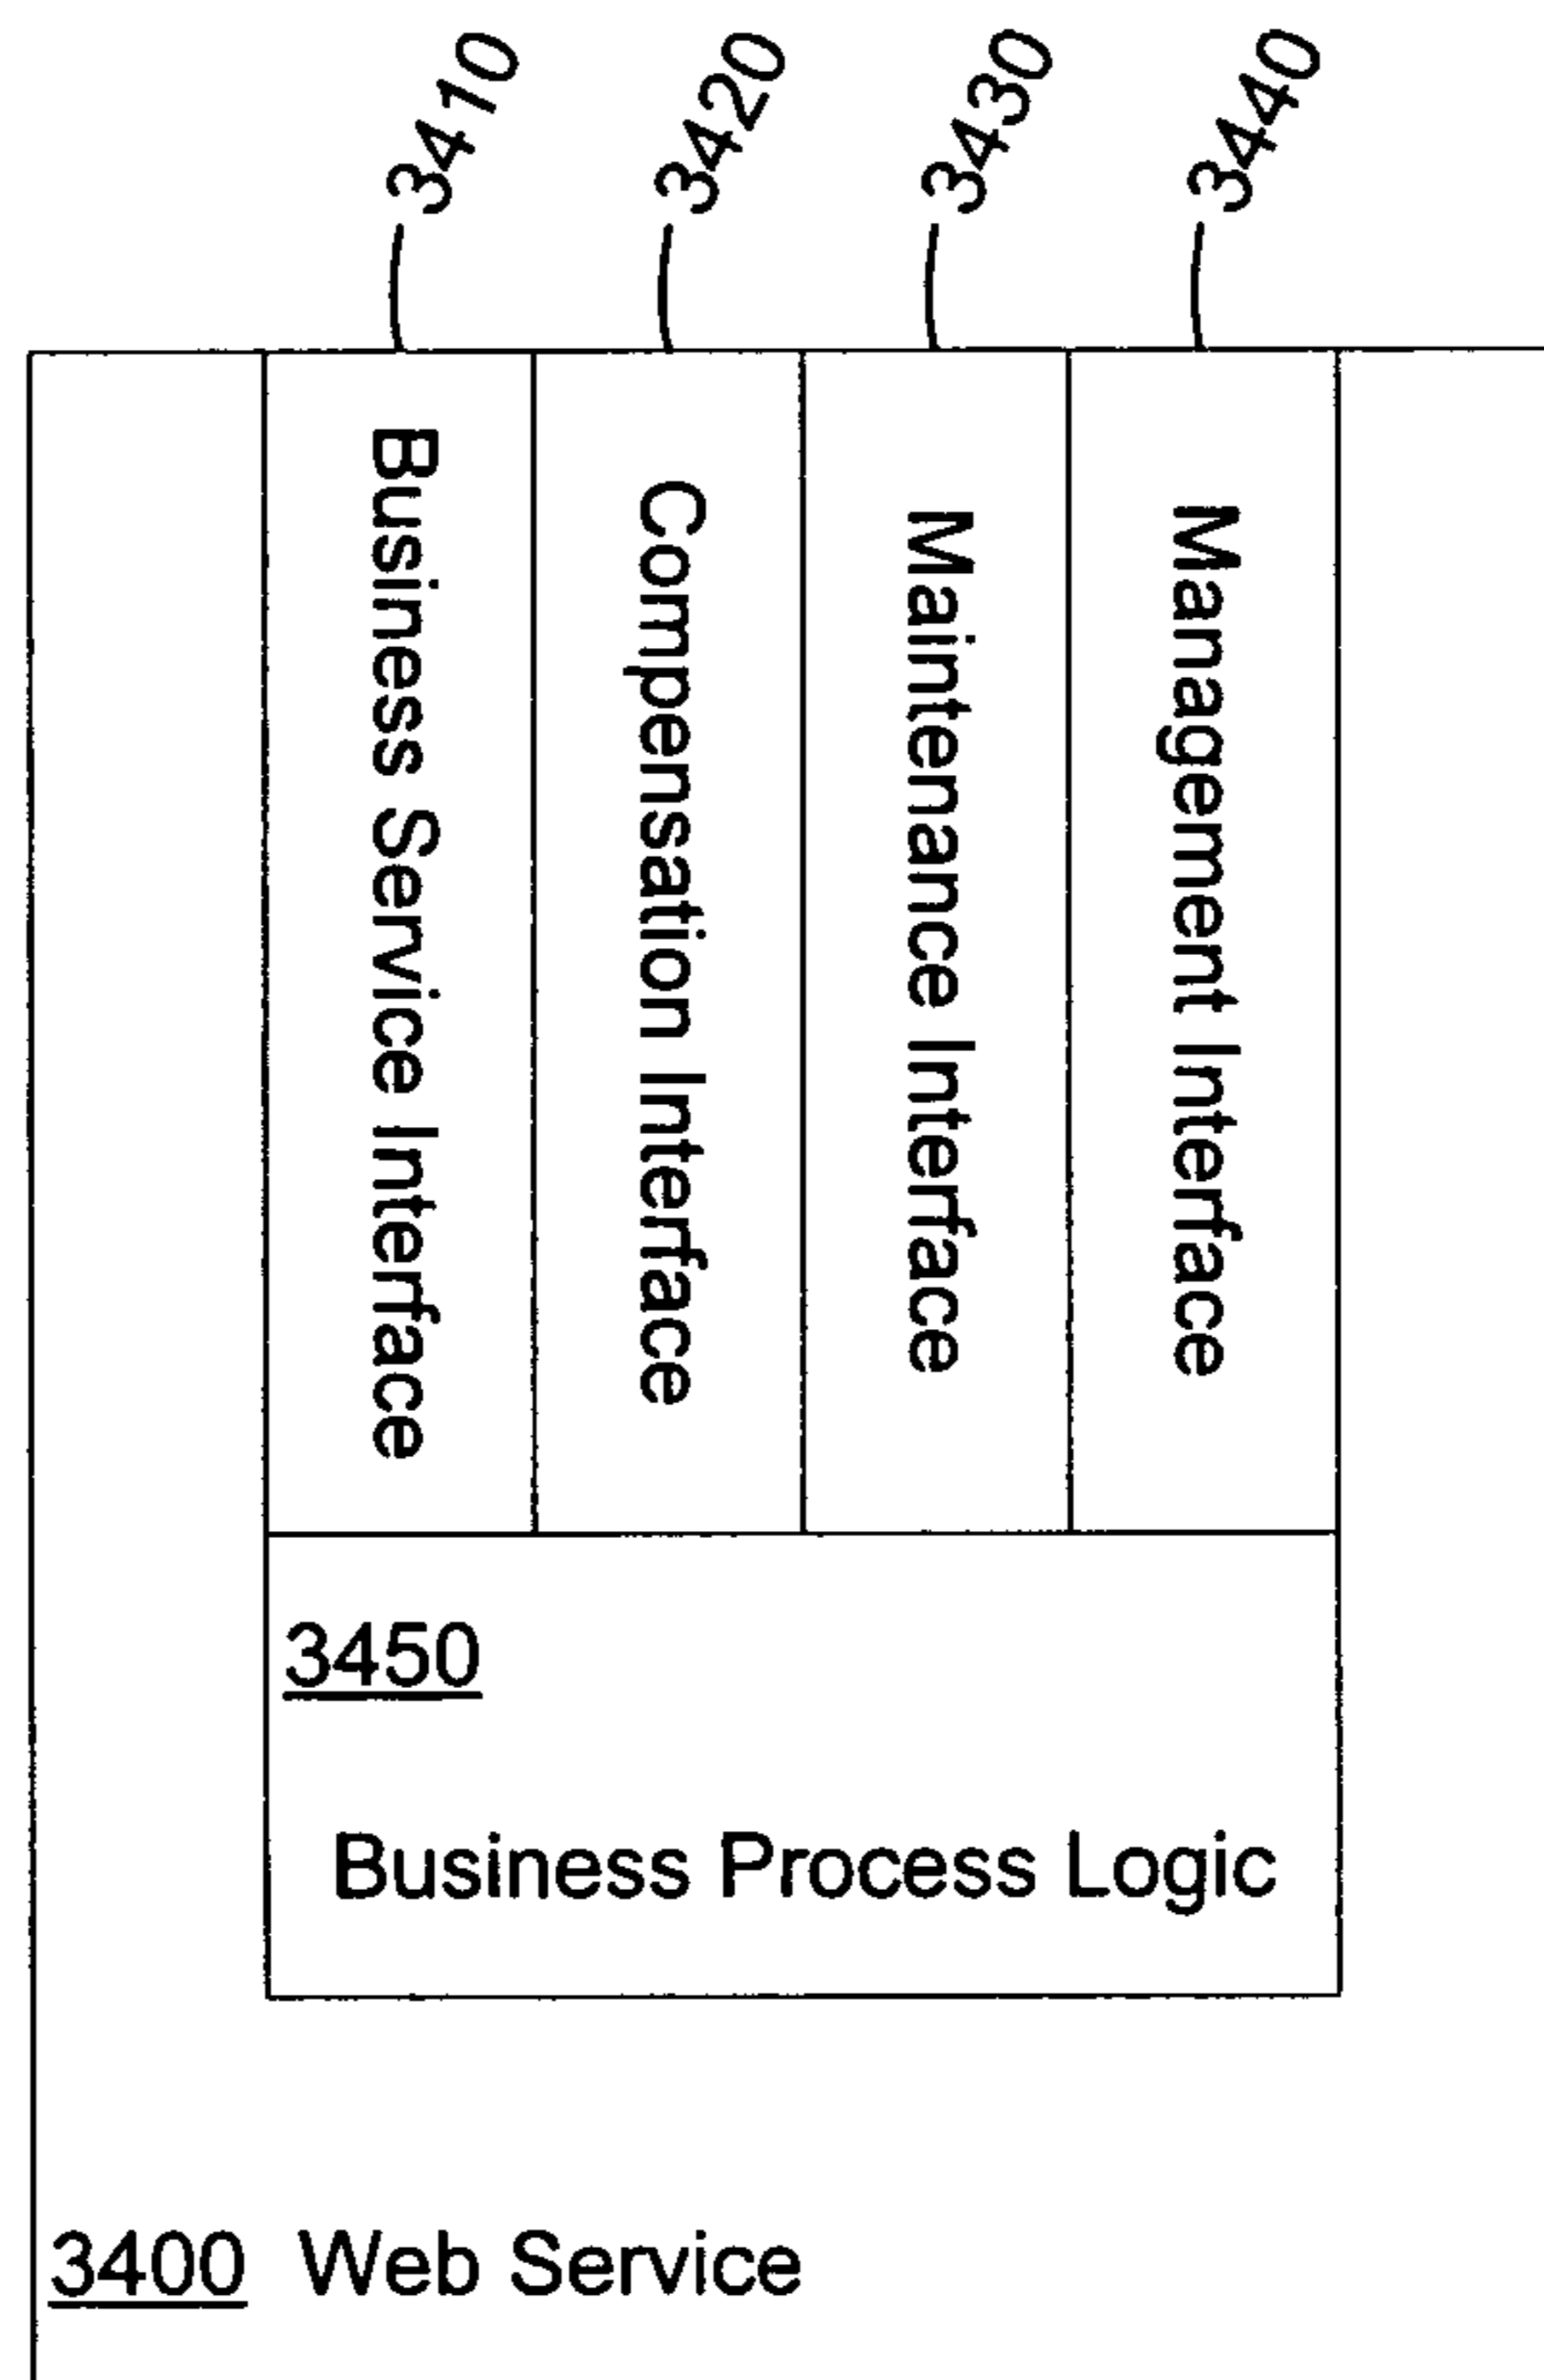 3410
3420
3430
3440
Business Service Interface
Compensation Interface
Maintenance Interface
Management Interface
3450
Business Process Logic
3400 Web Service